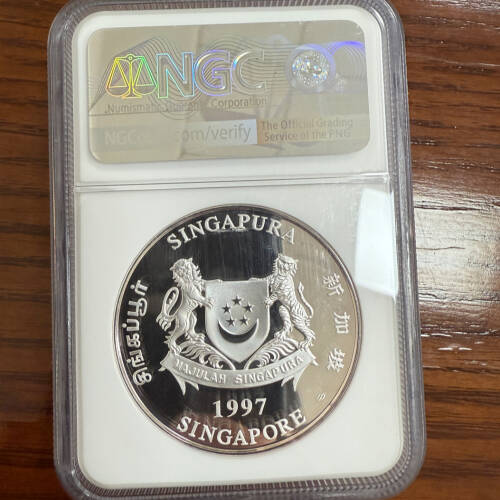 NGC
Numismatic Guaranty Corporation
NGCcoin.com/verify
The Official Grading
Service of the PNG
SINGAPURA
சிங்கப்பூர்
新加坡
MAJULAH SINGAPURA
1997
SINGAPORE